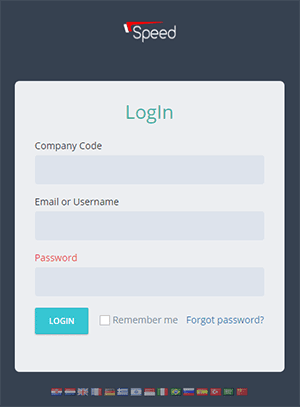 Speed
LogIn
Company Code
Email or Username
Password
LOGIN Remember me Forgot password?